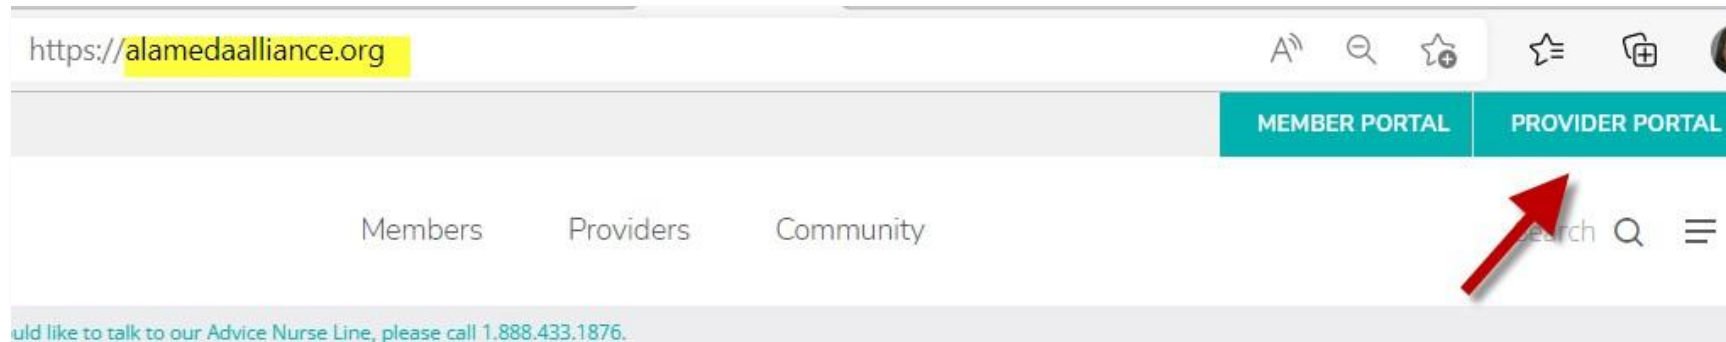 https://alamedaalliance.org
MEMBER PORTAL PROVIDER PORTAL
Members Providers Community Search
uld like to talk to our Advice Nurse Line, please call 1.888.433.1876.